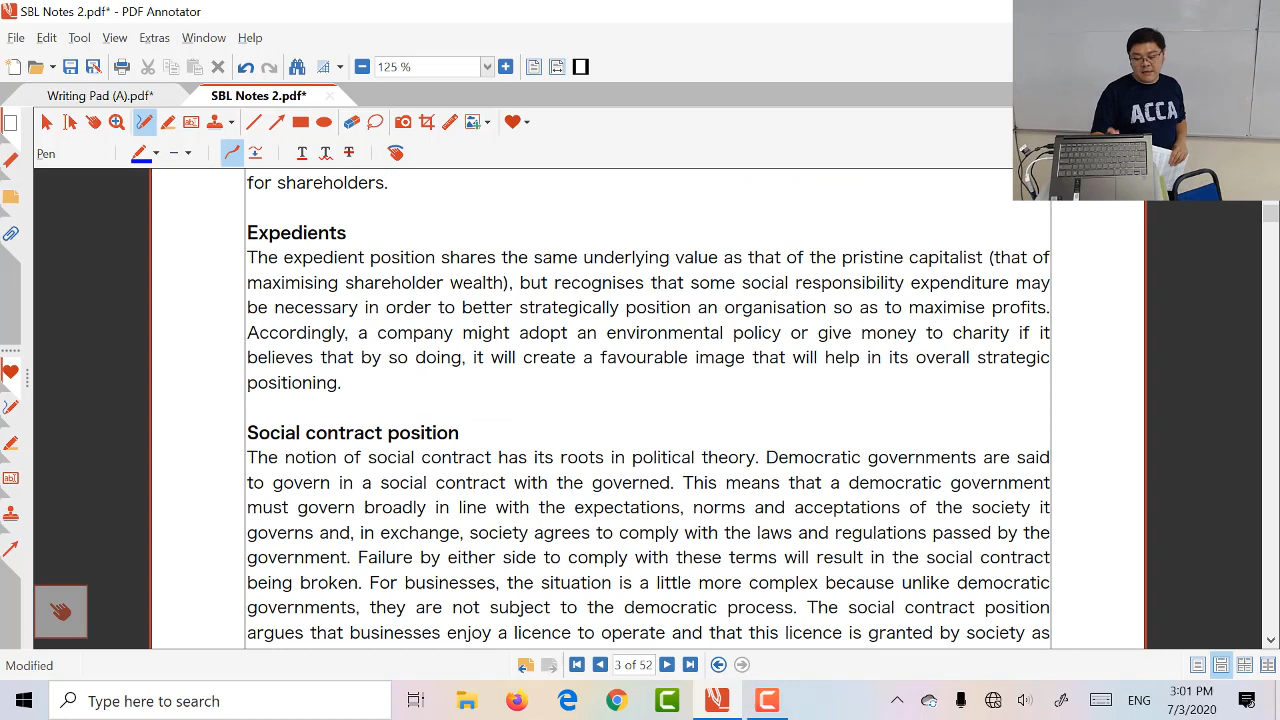 SBL Notes 2.pdf* - PDF Annotator
File Edit Tool View Extras Window Help
125 %
Writing Pad (A).pdf* SBL Notes 2.pdf*
Pen
ACCA
for shareholders.
Expedients
The expedient position shares the same underlying value as that of the pristine capitalist (that of
maximising shareholder wealth), but recognises that some social responsibility expenditure may
be necessary in order to better strategically position an organisation so as to maximise profits.
Accordingly, a company might adopt an environmental policy or give money to charity if it
believes that by so doing, it will create a favourable image that will help in its overall strategic
positioning.
Social contract position
The notion of social contract has its roots in political theory. Democratic governments are said
to govern in a social contract with the governed. This means that a democratic government
must govern broadly in line with the expectations, norms and acceptations of the society it
governs and, in exchange, society agrees to comply with the laws and regulations passed by the
government. Failure by either side to comply with these terms will result in the social contract
being broken. For businesses, the situation is a little more complex because unlike democratic
governments, they are not subject to the democratic process. The social contract position
argues that businesses enjoy a licence to operate and that this licence is granted by society as
Modified
3 of 52
Type here to search
ENG
3:01 PM
7/3/2020